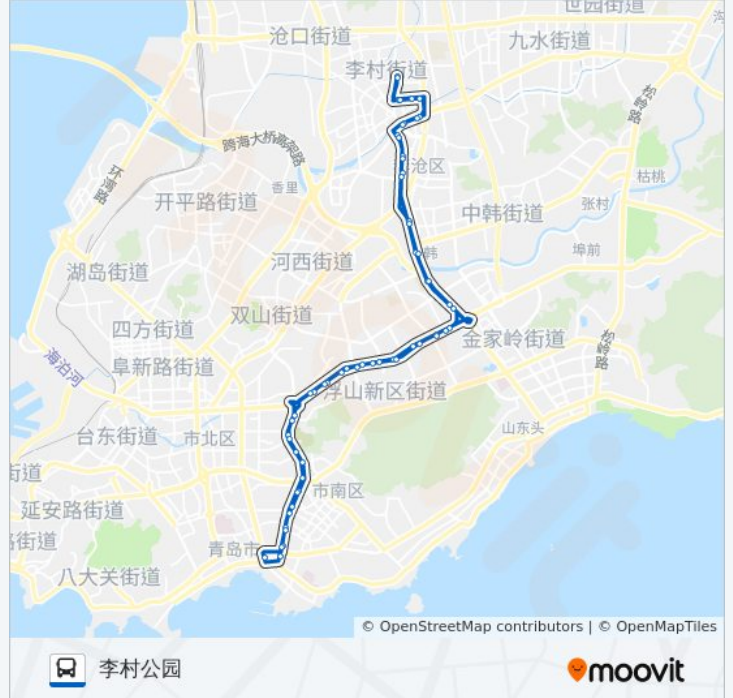 世园街道
沧口街道
九水街道
李村街道
松岭路
跨海大桥高架路
沧区
环湾路
香里
枯桃
开平路街道
张村
中韩街道
韩
埠前
河西街道
湖岛街道
双山街道
四方街道
金家岭街道
松岭路
阜新路街道
海泊河
浮山新区街道
山东头
台东街道
市北区
街道
市南区
延安路街道
街道
青岛市
八大关街道
© OpenStreetMap contributors | © OpenMapTiles
李村公园
moovit